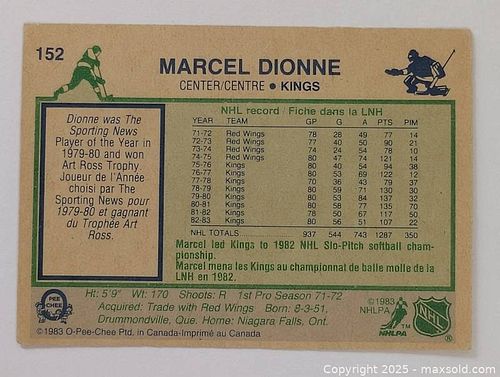 152
MARCEL DIONNE
CENTER/CENTRE • KINGS
Dionne was The
Sporting News
Player of the Year in
1979-80 and won
Art Ross Trophy.
Joueur de l'Année
choisi par The
Sporting News pour
1979-80 et gagnant
du Trophée Art
Ross.
NHL record / Fiche dans la LNH
YEAR TEAM GP G A PTS PIM
71-72 Red Wings 78 28 49 77 14
72-73 Red Wings 77 40 50 90 21
73-74 Red Wings 74 24 54 78 10
74-75 Red Wings 80 47 74 121 14
75-76 Kings 80 40 54 94 38
76-77 Kings 80 53 69 122 12
77-78 Kings 70 36 43 79 37
78-79 Kings 80 59 71 130 30
79-80 Kings 80 53 84 137 32
80-81 Kings 80 58 77 135 70
81-82 Kings 78 50 67 117 50
82-83 Kings 80 56 51 107 22
NHL TOTALS 937 544 743 1287 350
Marcel led Kings to 1982 NHL Slo-Pitch softball cham-
pionship.
Marcel mena les Kings au championnat de balle molle de la
LNH en 1982.
O PEE CHEE
Ht: 5'9" Wt: 170 Shoots: R 1st Pro Season 71-72
Acquired: Trade with Red Wings Born: 8-3-51,
Drummondville, Que. Home: Niagara Falls, Ont.
©1983 O-Pee-Chee Ptd. in Canada-Imprimé au Canada
©1983
NHLPA
NHLPA TM
NHL ®
Copyright 2025 - maxsold.com